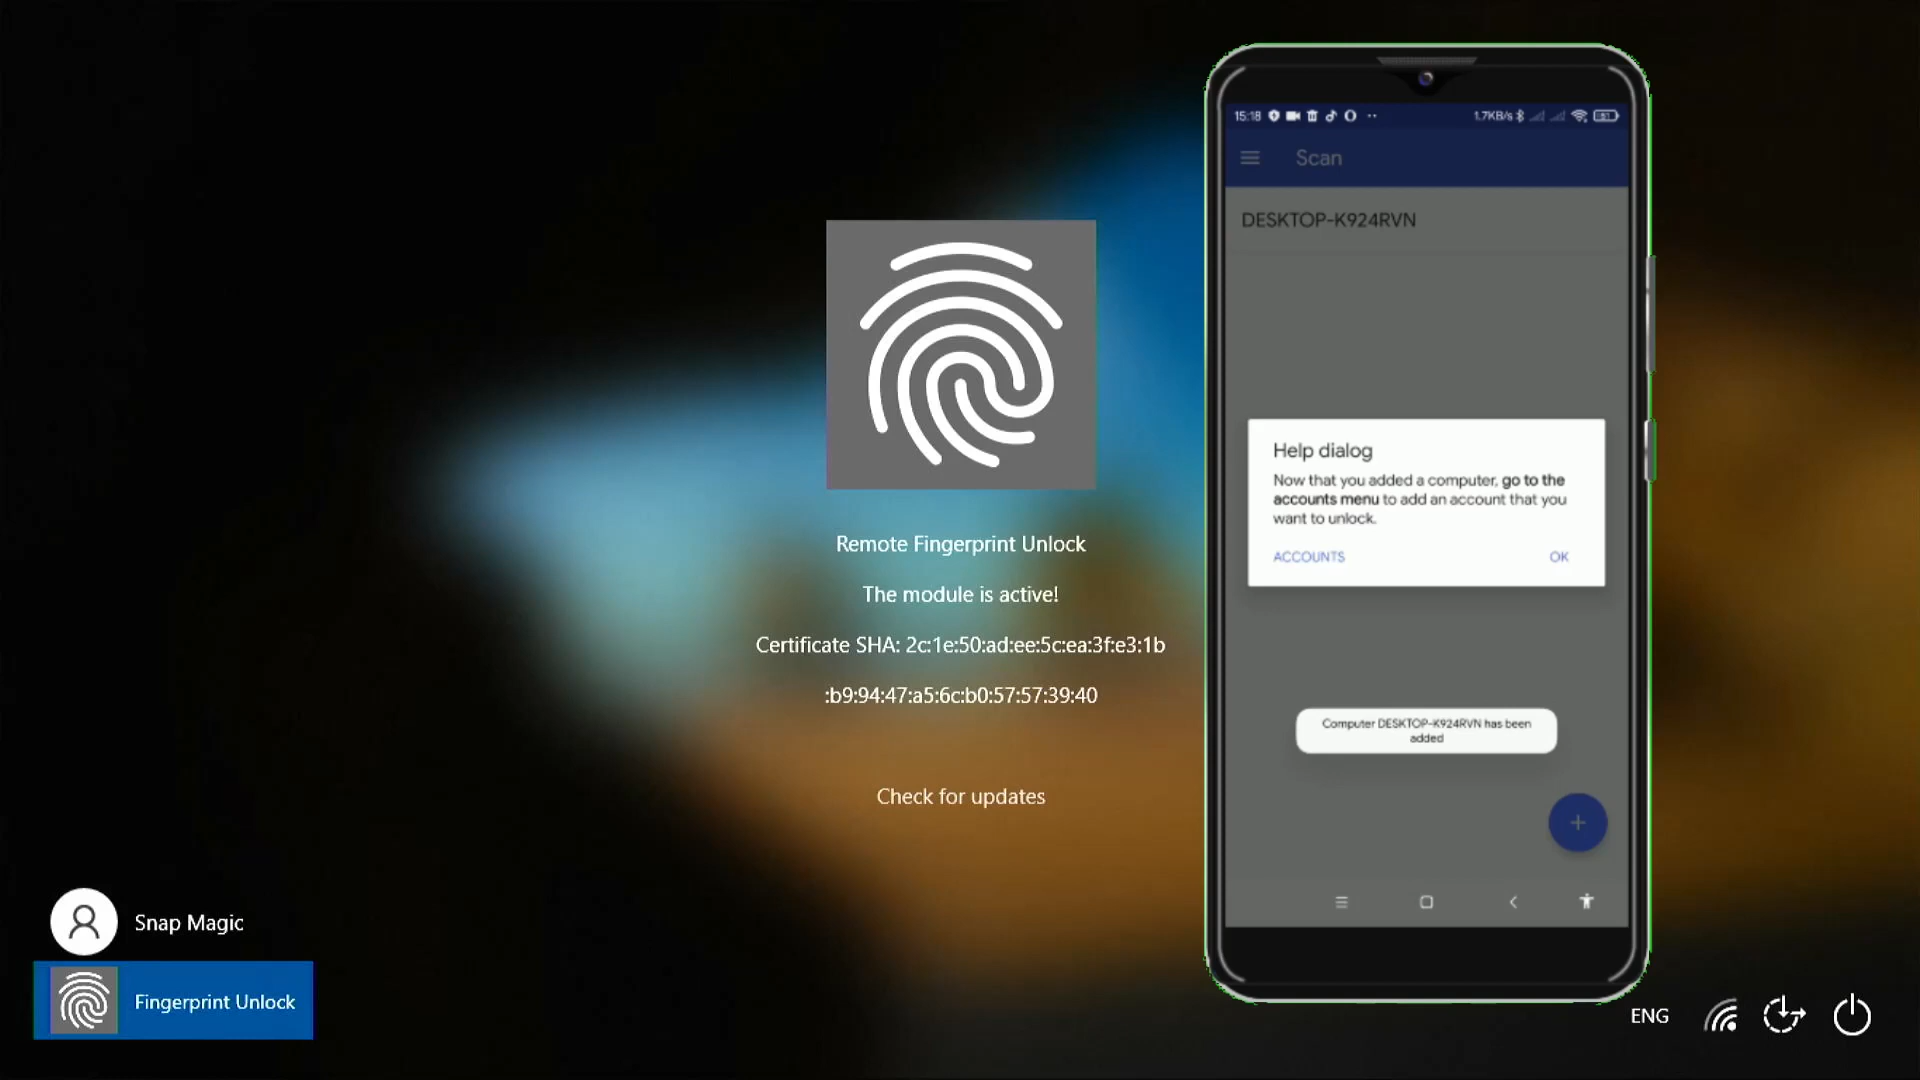 Remote Fingerprint Unlock
The module is active!
Certificate SHA: 2c:1e:50:ad:ee:5c:ea:3f:e3:1b
:b9:94:47:a5:6c:b0:57:57:39:40
Check for updates
Snap Magic
Fingerprint Unlock
15:18
1.7KB/s
51
Scan
DESKTOP-K924RVN
Help dialog
Now that you added a computer, go to the
accounts menu to add an account that you
want to unlock.
ACCOUNTS
OK
Computer DESKTOP-K924RVN has been
added
ENG